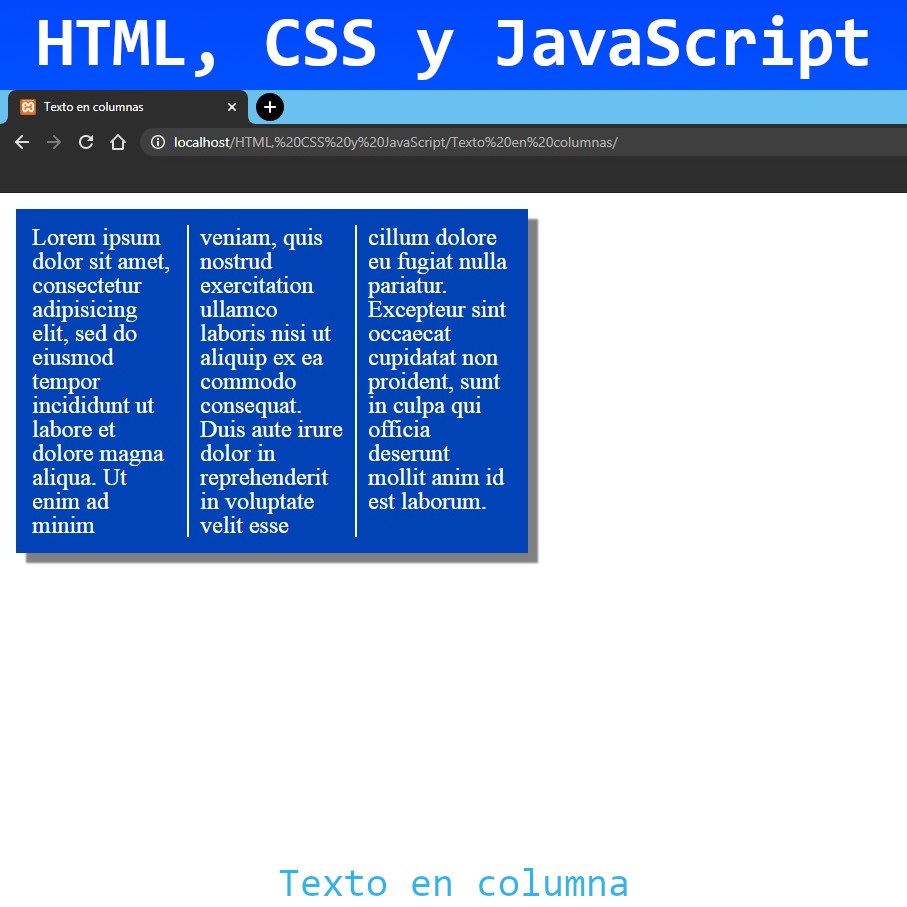 HTML, CSS y JavaScript
Texto en columnas
localhost/HTML,%20CSS%20y%20JavaScript/Texto%20en%20columnas/
Lorem ipsum
dolor sit amet,
consectetur
adipisicing
elit, sed do
eiusmod
tempor
incididunt ut
labore et
dolore magna
aliqua. Ut
enim ad
minim
veniam, quis
nostrud
exercitation
ullamco
laboris nisi ut
aliquip ex ea
commodo
consequat.
Duis aute irure
dolor in
reprehenderit
in voluptate
velit esse
cillum dolore
eu fugiat nulla
pariatur.
Excepteur sint
occaecat
cupidatat non
proident, sunt
in culpa qui
officia
deserunt
mollit anim id
est laborum.
Texto en columna